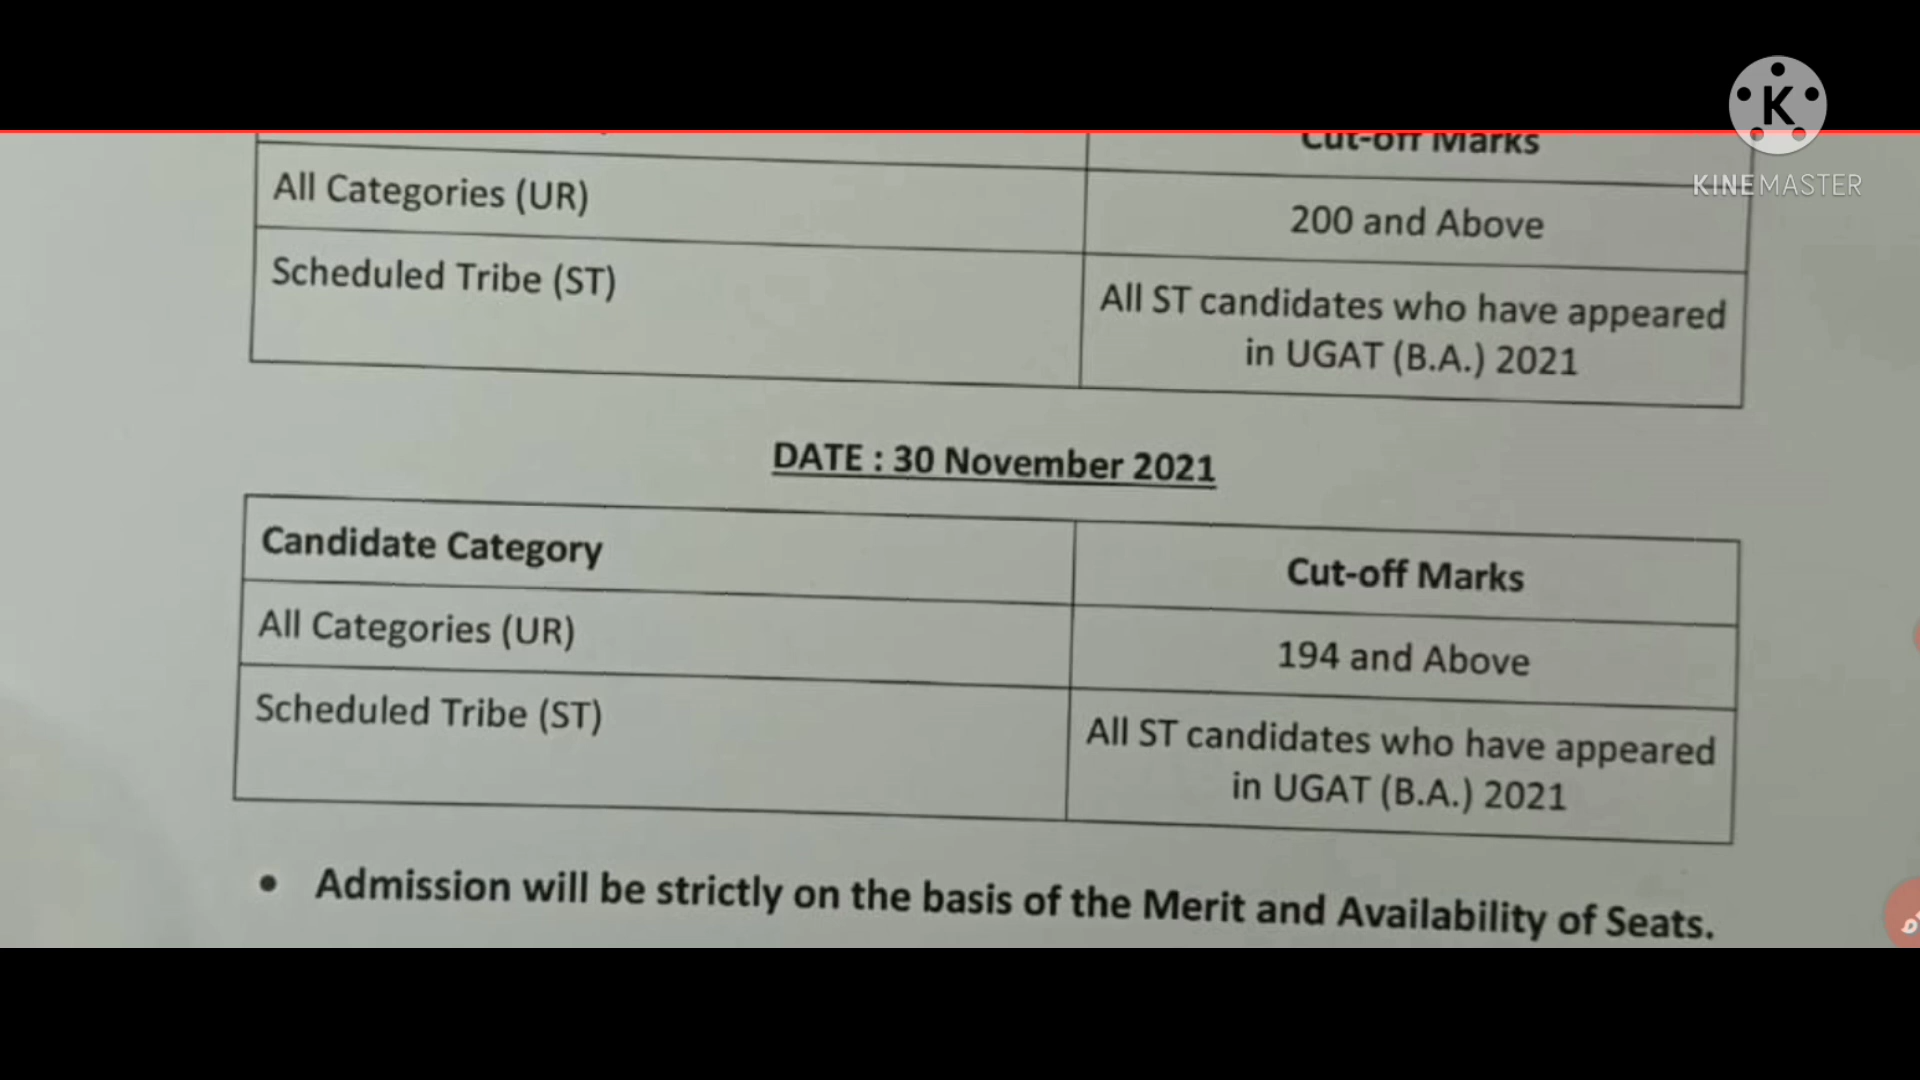 K
KINEMASTER
Cut-off Marks
All Categories (UR)
200 and Above
Scheduled Tribe (ST)
All ST candidates who have appeared
in UGAT (B.A.) 2021
DATE : 30 November 2021
Candidate Category
Cut-off Marks
All Categories (UR)
194 and Above
Scheduled Tribe (ST)
All ST candidates who have appeared
in UGAT (B.A.) 2021
• Admission will be strictly on the basis of the Merit and Availability of Seats.